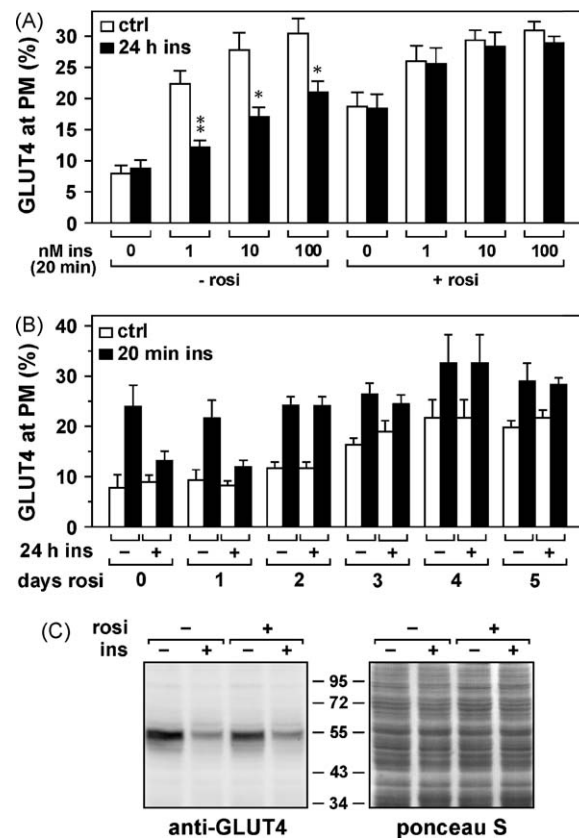 (A)
ctrl
24 h ins
GLUT4 at PM (%)
30
25
20
15
10
5
0
** * *
nM ins 0 1 10 100 0 1 10 100
(20 min)
- rosi + rosi
(B)
ctrl
20 min ins
GLUT4 at PM (%)
40
30
20
10
0
24 h ins − + − + − + − + − + − +
days rosi 0 1 2 3 4 5
(C)
rosi − + − +
ins − + − + − + − +
95
72
55
43
34
anti-GLUT4 ponceau S